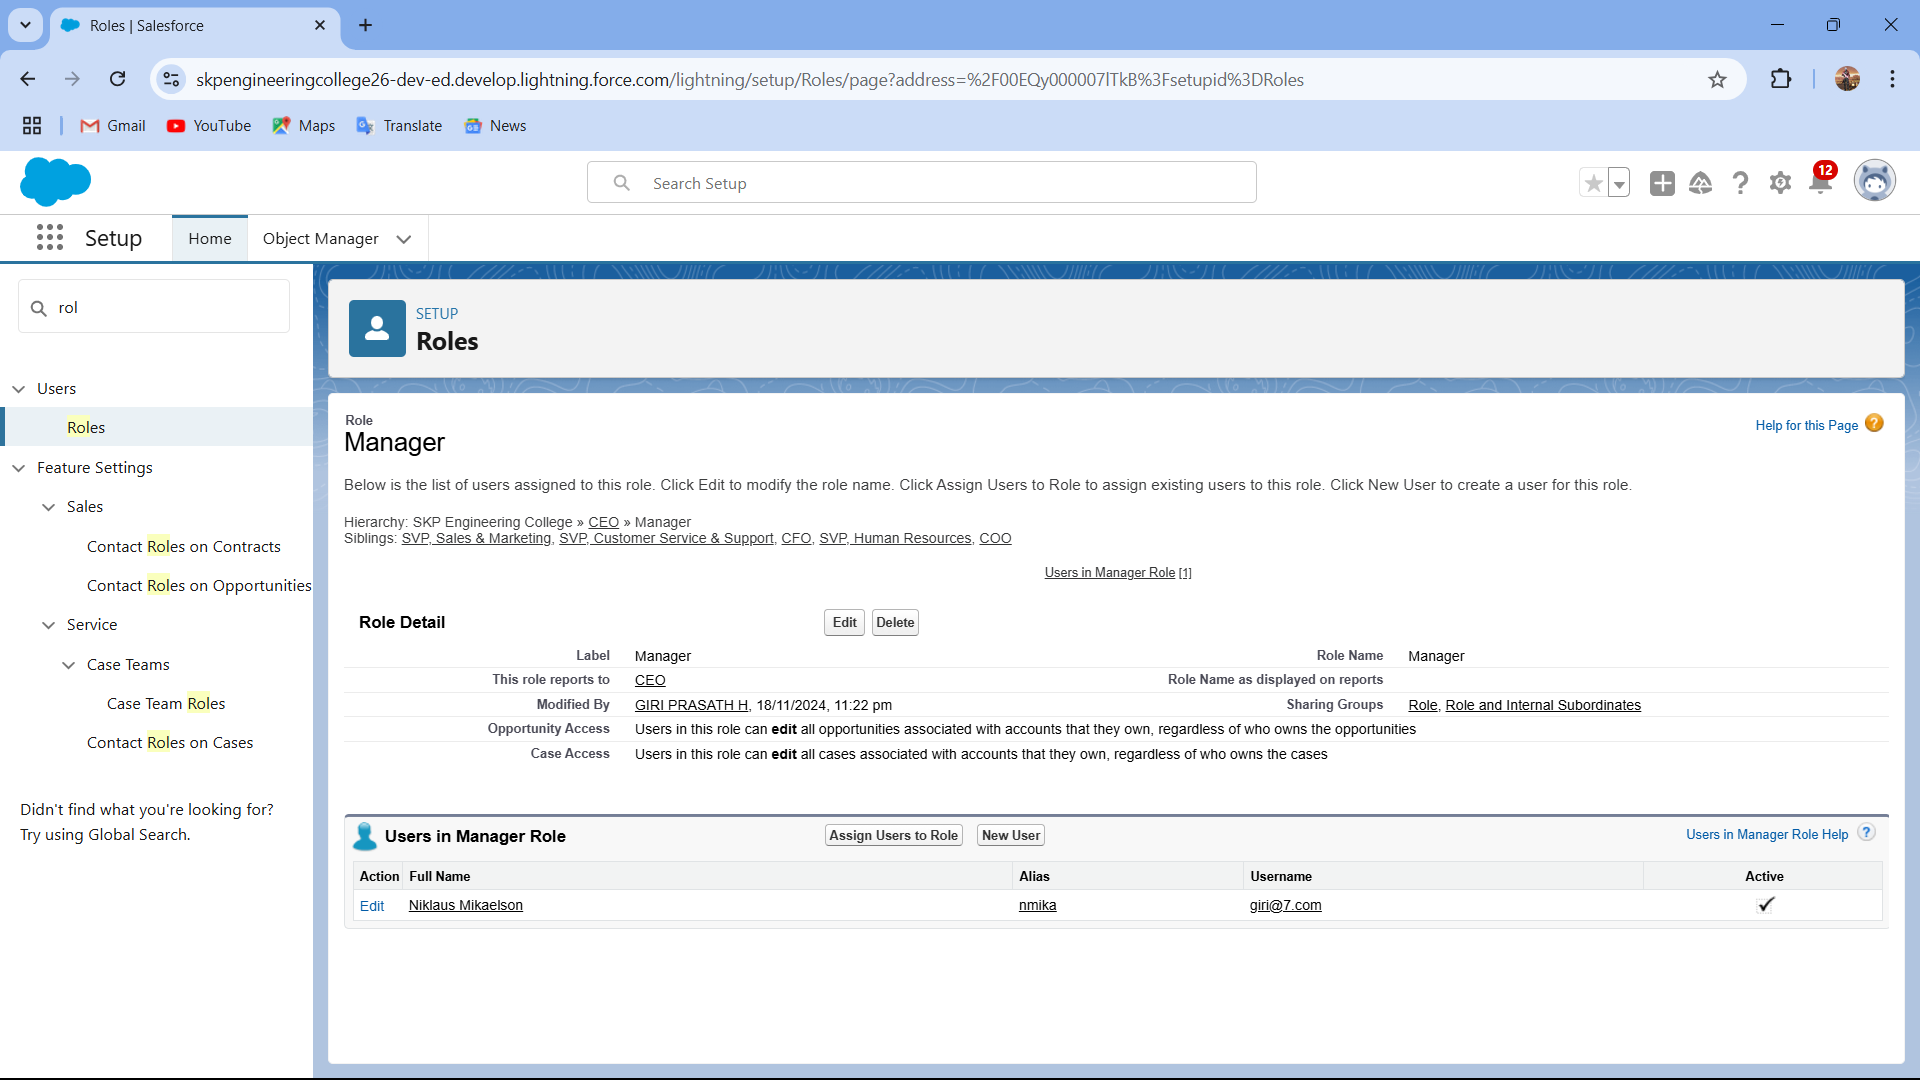 Roles | Salesforce
skpengineeringcollege26-dev-ed.develop.lightning.force.com/lightning/setup/Roles/page?address=%2F00EQy000007lTkB%3Fsetupid%3DRoles
Gmail YouTube Maps Translate News
Search Setup
12
Setup Home Object Manager
rol
Users
Roles
Feature Settings
Sales
Contact Roles on Contracts
Contact Roles on Opportunities
Service
Case Teams
Case Team Roles
Contact Roles on Cases
Didn't find what you're looking for?
Try using Global Search.
SETUP
Roles
Role
Manager
Help for this Page ?
Below is the list of users assigned to this role. Click Edit to modify the role name. Click Assign Users to Role to assign existing users to this role. Click New User to create a user for this role.
Hierarchy: SKP Engineering College » CEO » Manager
Siblings: SVP, Sales & Marketing, SVP, Customer Service & Support, CFO, SVP, Human Resources, COO
Users in Manager Role [1]
Role Detail Edit Delete
Label Manager Role Name Manager
This role reports to CEO Role Name as displayed on reports
Modified By GIRI PRASATH H, 18/11/2024, 11:22 pm Sharing Groups Role, Role and Internal Subordinates
Opportunity Access Users in this role can edit all opportunities associated with accounts that they own, regardless of who owns the opportunities
Case Access Users in this role can edit all cases associated with accounts that they own, regardless of who owns the cases
Users in Manager Role Assign Users to Role New User Users in Manager Role Help ?
Action Full Name Alias Username Active
Edit Niklaus Mikaelson nmika giri@7.com